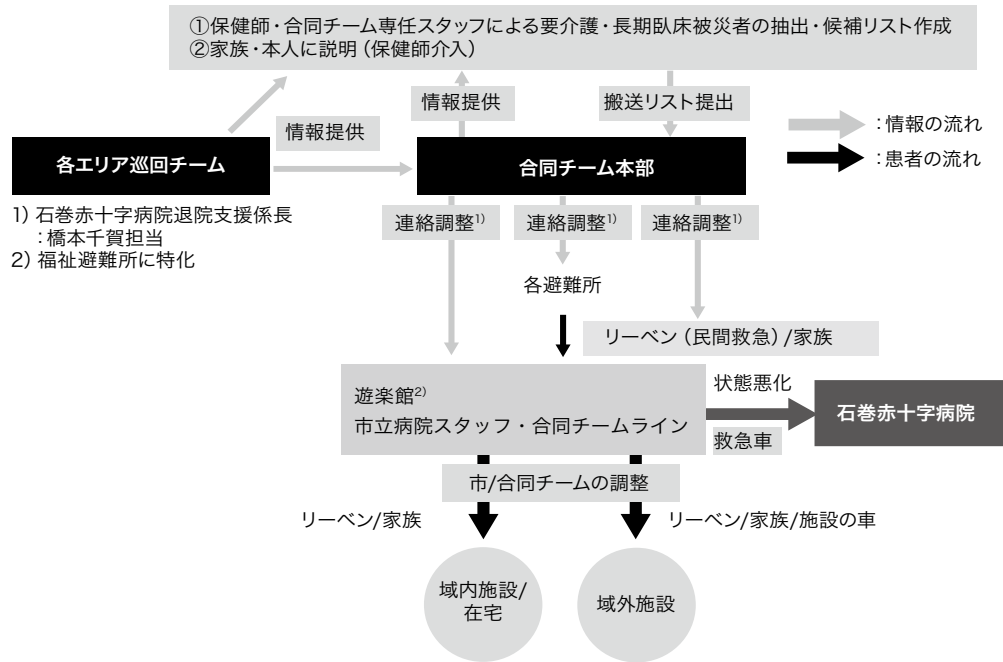 ①保健師・合同チーム専任スタッフによる要介護・長期臥床被災者の抽出・候補リスト作成
②家族・本人に説明（保健師介入）
情報提供
搬送リスト提出
情報提供
：情報の流れ
：患者の流れ
各エリア巡回チーム
合同チーム本部
1) 石巻赤十字病院退院支援係長
：橋本千賀担当
2) 福祉避難所に特化
連絡調整1)
連絡調整1)
連絡調整1)
各避難所
リーベン（民間救急）/家族
遊楽館2)
市立病院スタッフ・合同チームライン
状態悪化
救急車
石巻赤十字病院
市/合同チームの調整
リーベン/家族
リーベン/家族/施設の車
域内施設/
在宅
域外施設